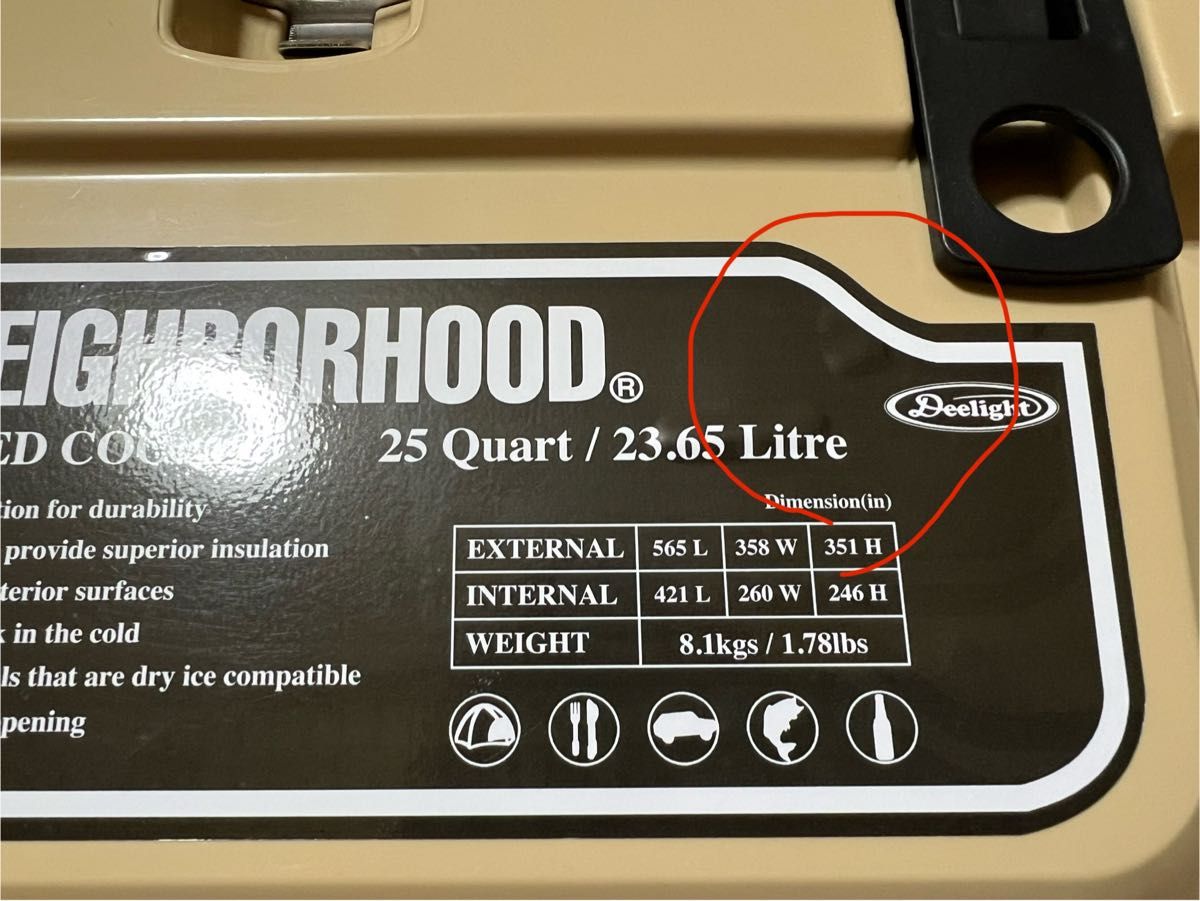 EIGHBORHOOD®
ED CO
25 Quart / 23.65 Litre
Deelight
tion for durability
provide superior insulation
terior surfaces
k in the cold
ls that are dry ice compatible
pening
Dimension(in)
EXTERNAL 565 L 358 W 351 H
INTERNAL 421 L 260 W 246 H
WEIGHT 8.1kgs / 1.78lbs